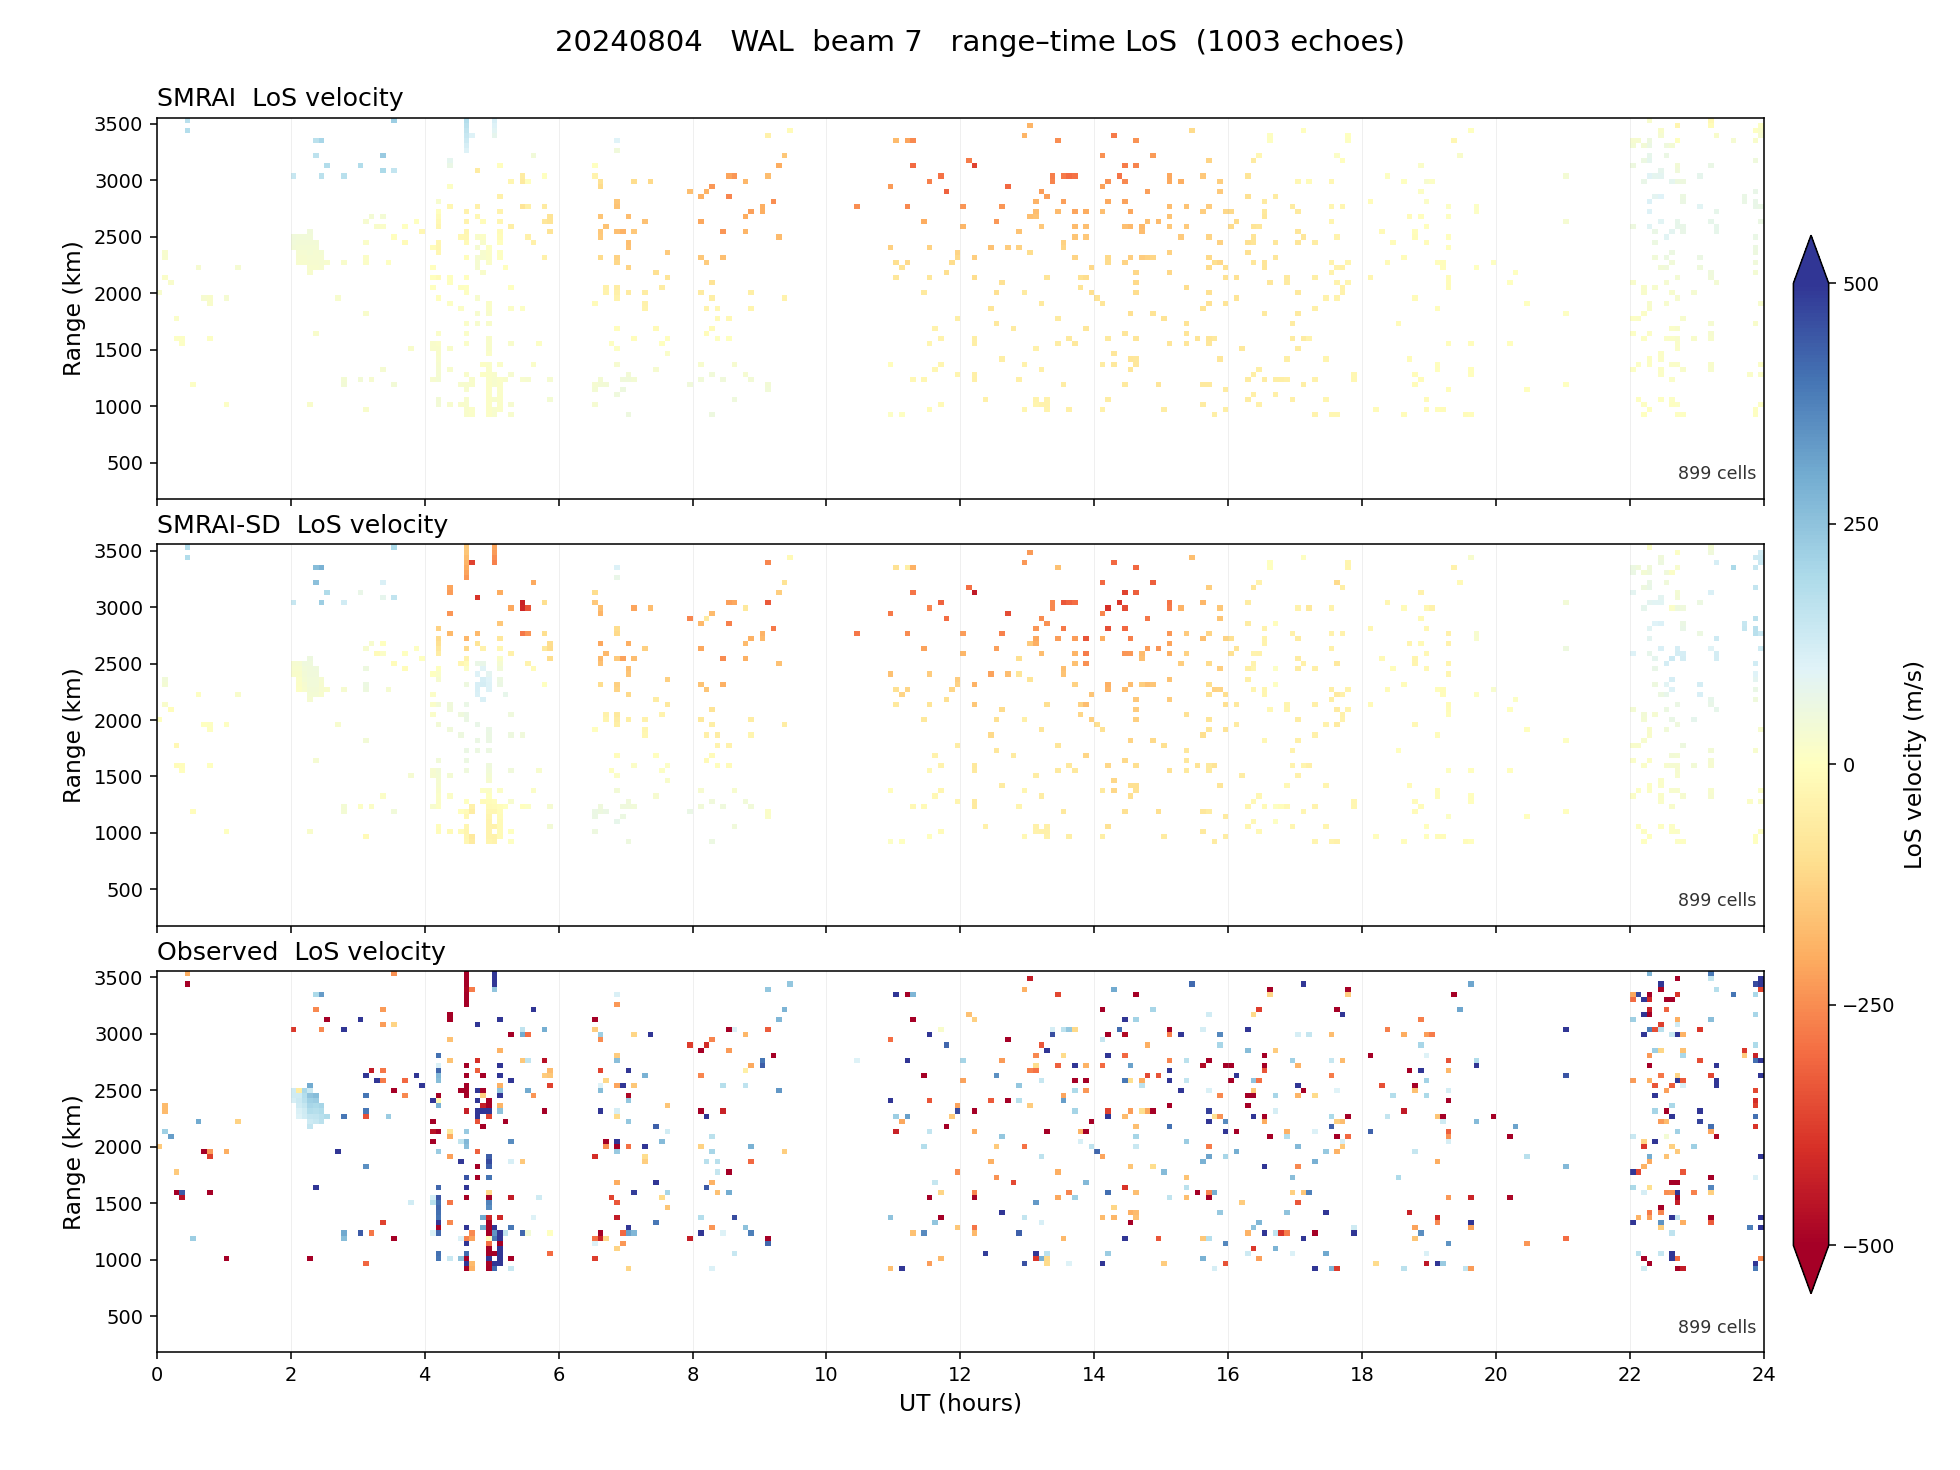 20240804   WAL  beam 7   range–time LoS  (1003 echoes)
SMRAI  LoS velocity
3500
3000
2500
2000
1500
1000
500
Range (km)
899 cells
SMRAI-SD  LoS velocity
3500
3000
2500
2000
1500
1000
500
Range (km)
899 cells
Observed  LoS velocity
3500
3000
2500
2000
1500
1000
500
Range (km)
899 cells
0 2 4 6 8 10 12 14 16 18 20 22 24
UT (hours)
500
250
0
−250
−500
LoS velocity (m/s)